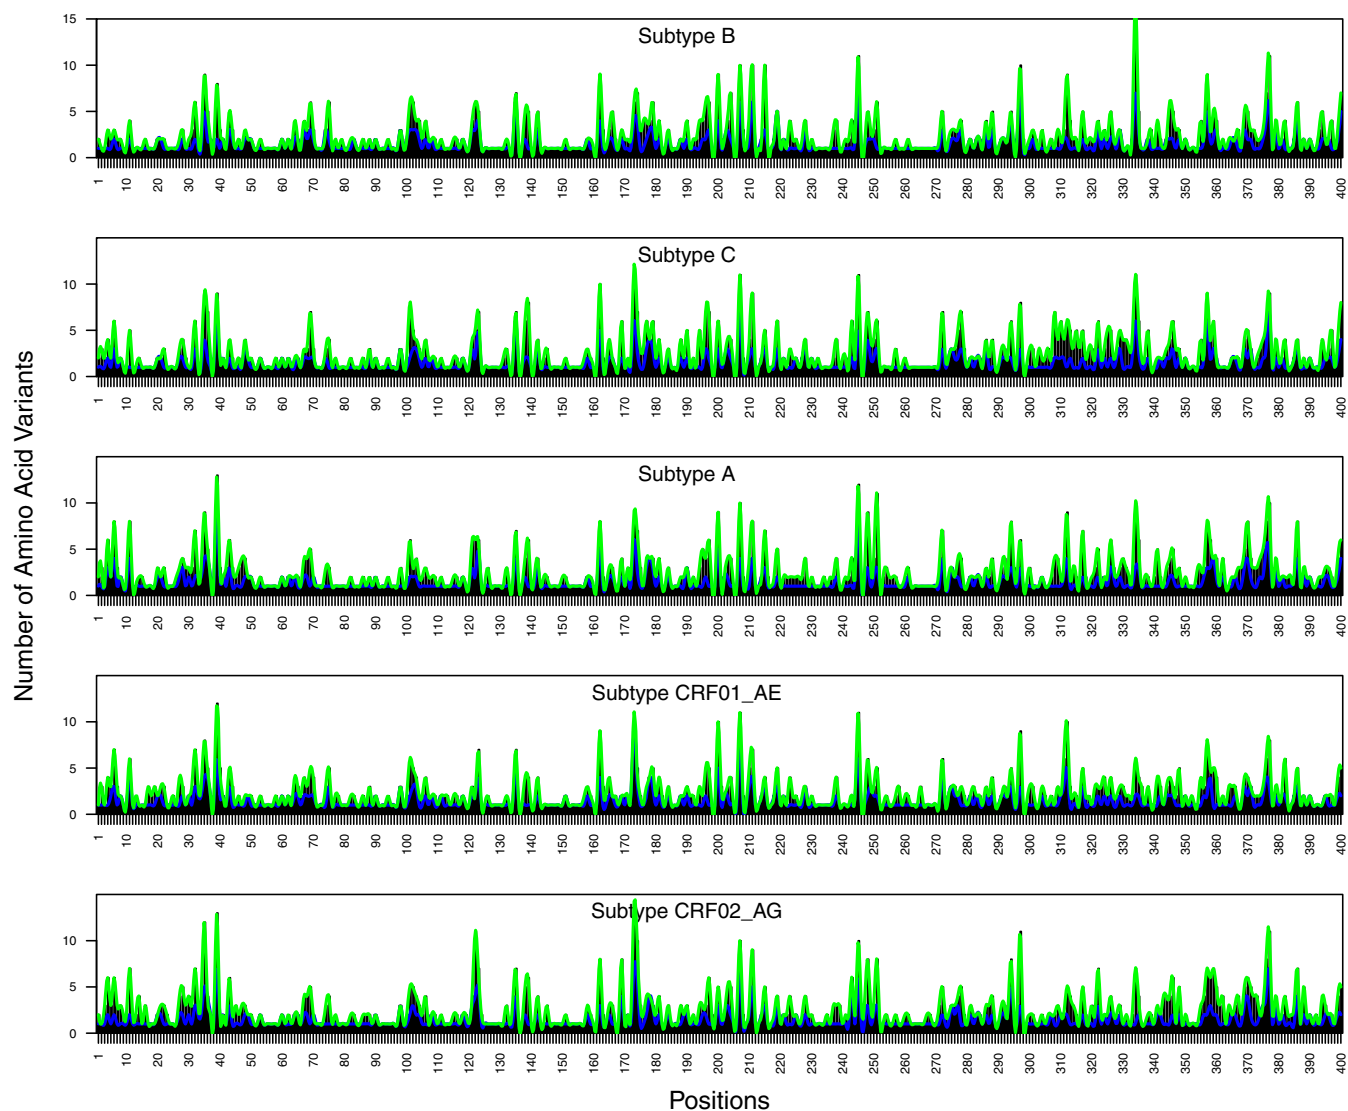 Number of Amino Acid Variants
Subtype B
15
10
5
0
1 10 20 30 40 50 60 70 80 90 100 110 120 130 140 150 160 170 180 190 200 210 220 230 240 250 260 270 280 290 300 310 320 330 340 350 360 370 380 390 400
Subtype C
10
5
0
1 10 20 30 40 50 60 70 80 90 100 110 120 130 140 150 160 170 180 190 200 210 220 230 240 250 260 270 280 290 300 310 320 330 340 350 360 370 380 390 400
Subtype A
10
5
0
1 10 20 30 40 50 60 70 80 90 100 110 120 130 140 150 160 170 180 190 200 210 220 230 240 250 260 270 280 290 300 310 320 330 340 350 360 370 380 390 400
Subtype CRF01_AE
10
5
0
1 10 20 30 40 50 60 70 80 90 100 110 120 130 140 150 160 170 180 190 200 210 220 230 240 250 260 270 280 290 300 310 320 330 340 350 360 370 380 390 400
Subtype CRF02_AG
10
5
0
1 10 20 30 40 50 60 70 80 90 100 110 120 130 140 150 160 170 180 190 200 210 220 230 240 250 260 270 280 290 300 310 320 330 340 350 360 370 380 390 400
Positions